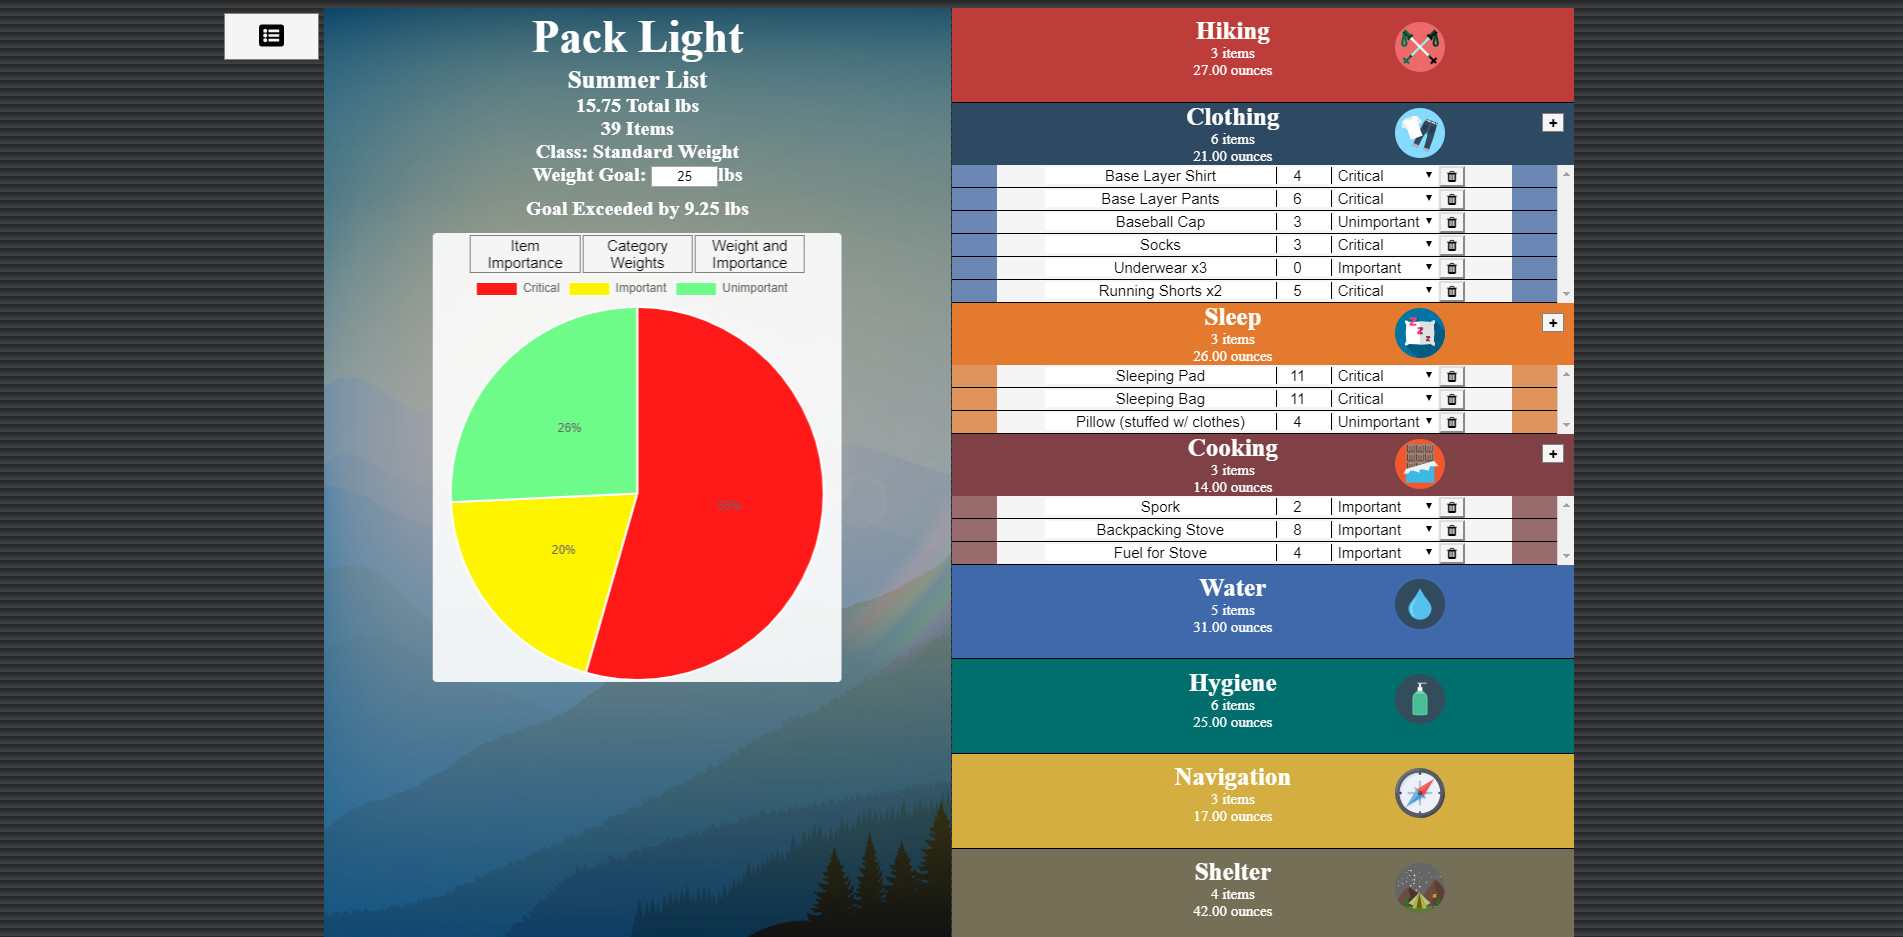 Pack Light
Summer List
15.75 Total lbs
39 Items
Class: Standard Weight
Weight Goal: 25 lbs
Goal Exceeded by 9.25 lbs
Item Importance
Category Weights
Weight and Importance
Critical Important Unimportant
26%
20%
Hiking
3 items
27.00 ounces
Clothing
6 items
21.00 ounces
+
Base Layer Shirt 4 Critical
Base Layer Pants 6 Critical
Baseball Cap 3 Unimportant
Socks 3 Critical
Underwear x3 0 Important
Running Shorts x2 5 Critical
Sleep
3 items
26.00 ounces
+
Sleeping Pad 11 Critical
Sleeping Bag 11 Critical
Pillow (stuffed w/ clothes) 4 Unimportant
Cooking
3 items
14.00 ounces
+
Spork 2 Important
Backpacking Stove 8 Important
Fuel for Stove 4 Important
Water
5 items
31.00 ounces
Hygiene
6 items
25.00 ounces
Navigation
3 items
17.00 ounces
Shelter
4 items
42.00 ounces